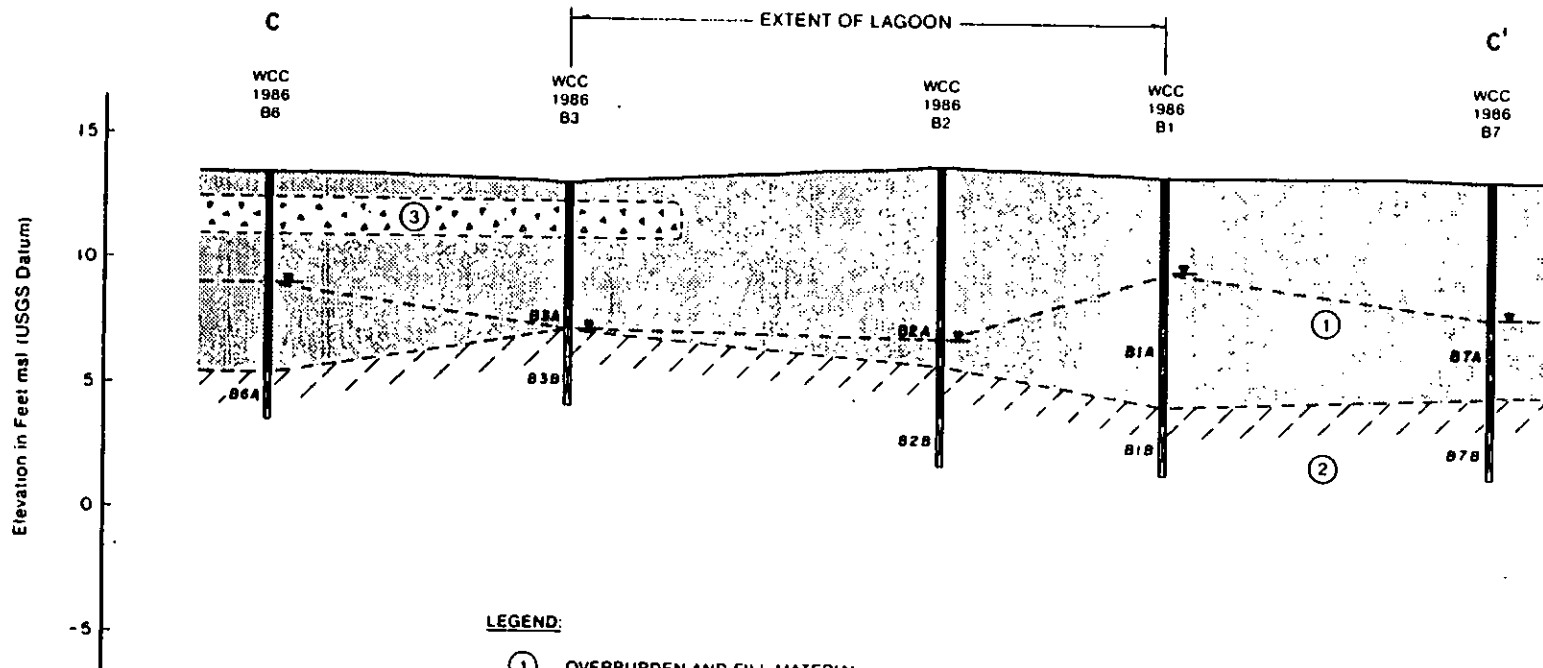 EXTENT OF LAGOON
C
C'
WCC
1986
B6
WCC
1986
B3
WCC
1986
B2
WCC
1986
B1
WCC
1986
B7
Elevation in Feet msl (USGS Datum)
15
10
5
0
-5
3
B3A
B2A
B1A
1
B7A
B6A
B3B
B2B
B1B
2
B7B
LEGEND:
1 OVERBURDEN AND FILL MATERIAL